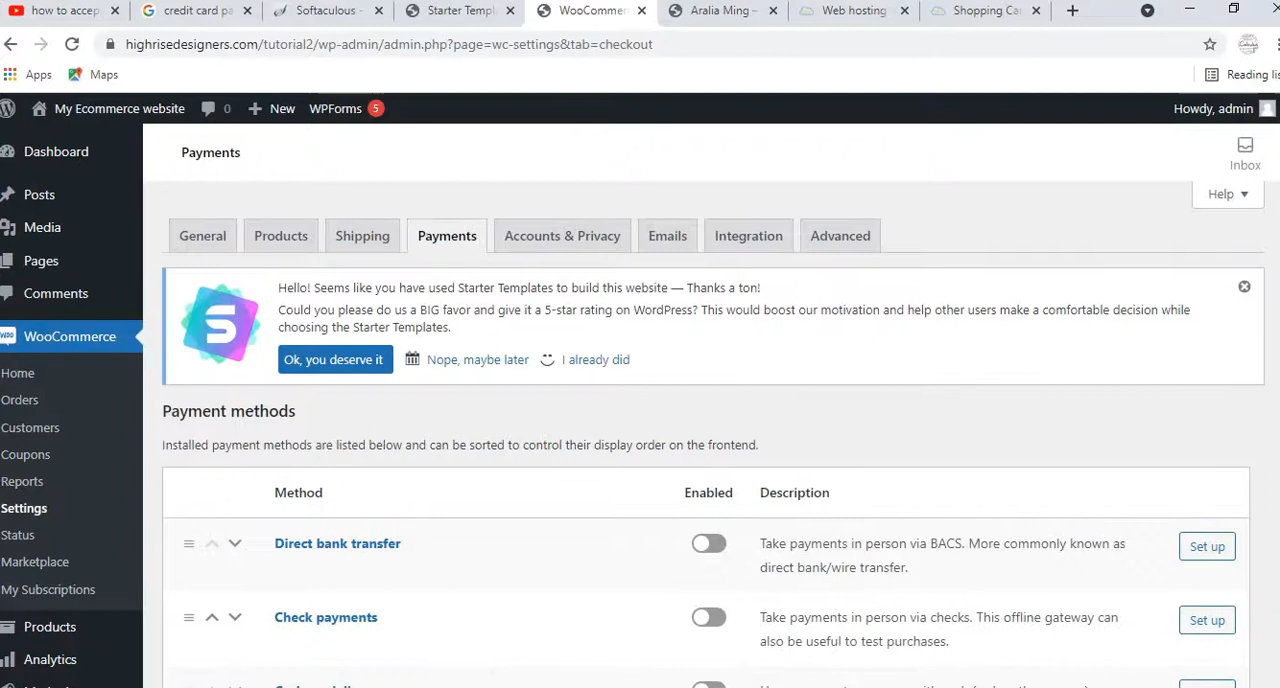 how to accep
credit card pa
Softaculous -
Starter Templ
WooCommer
Aralia Ming –
Web hosting
Shopping Ca
highrisedesigners.com/tutorial2/wp-admin/admin.php?page=wc-settings&tab=checkout
Apps
Maps
Reading lis
My Ecommerce website
0
New
WPForms
5
Howdy, admin
Dashboard
Posts
Media
Pages
Comments
WooCommerce
Home
Orders
Customers
Coupons
Reports
Settings
Status
Marketplace
My Subscriptions
Products
Analytics
Payments
Inbox
Help
General
Products
Shipping
Payments
Accounts & Privacy
Emails
Integration
Advanced
Hello! Seems like you have used Starter Templates to build this website — Thanks a ton!
Could you please do us a BIG favor and give it a 5-star rating on WordPress? This would boost our motivation and help other users make a comfortable decision while
choosing the Starter Templates.
Ok, you deserve it
Nope, maybe later
I already did
Payment methods
Installed payment methods are listed below and can be sorted to control their display order on the frontend.
Method
Enabled
Description
Direct bank transfer
Take payments in person via BACS. More commonly known as
direct bank/wire transfer.
Set up
Check payments
Take payments in person via checks. This offline gateway can
also be useful to test purchases.
Set up